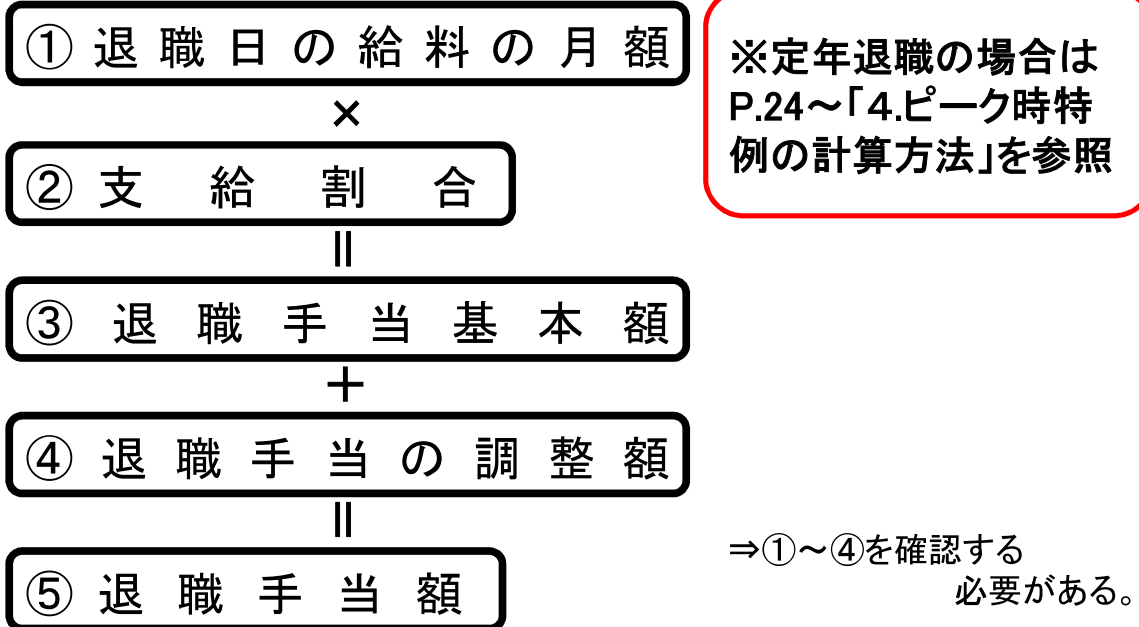 ①退職日の給料の月額
×
②支給割合
||
③退職手当基本額
＋
④退職手当の調整額
||
⑤退職手当額
※定年退職の場合は
P.24～「4.ピーク時特
例の計算方法」を参照
⇒①～④を確認する
必要がある。